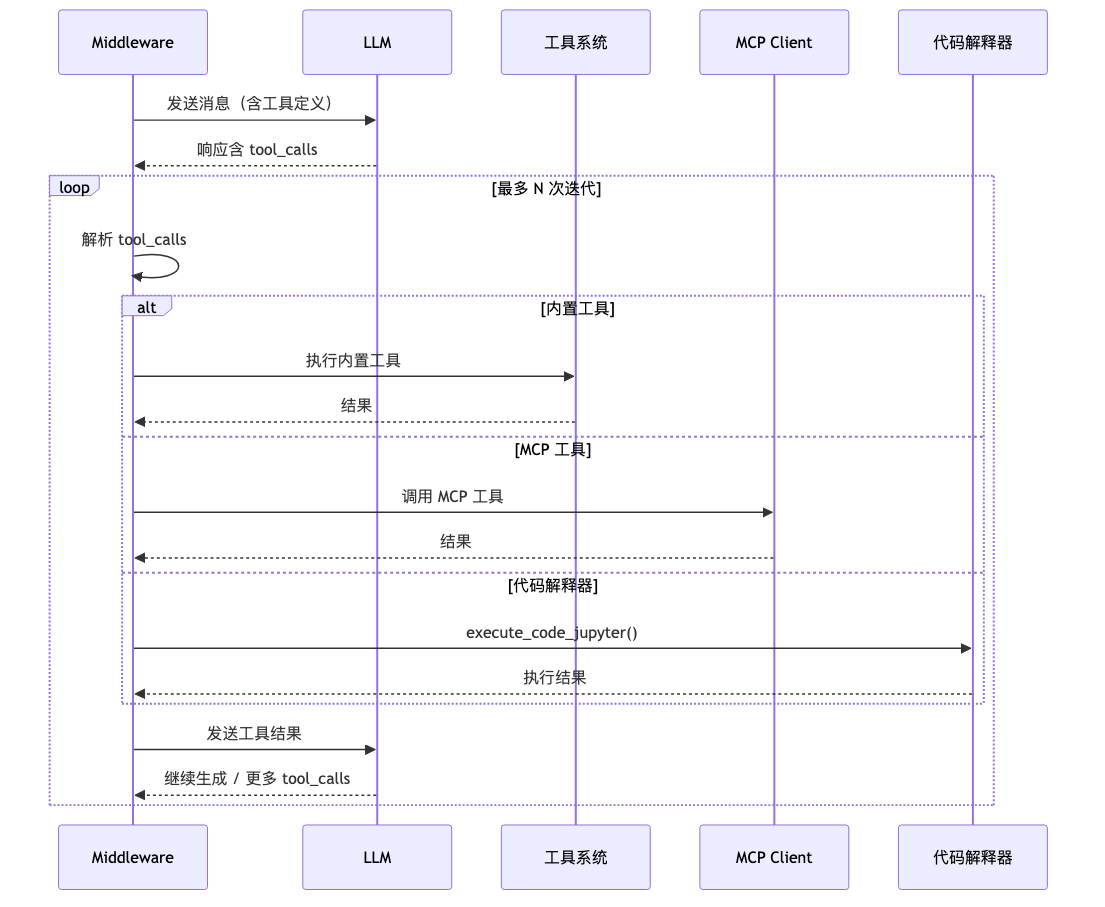 Middleware
LLM
工具系统
MCP Client
代码解释器
发送消息（含工具定义）
响应含 tool_calls
loop
[最多 N 次迭代]
解析 tool_calls
alt
[内置工具]
执行内置工具
结果
[MCP 工具]
调用 MCP 工具
结果
[代码解释器]
execute_code_jupyter()
执行结果
发送工具结果
继续生成 / 更多 tool_calls
Middleware
LLM
工具系统
MCP Client
代码解释器